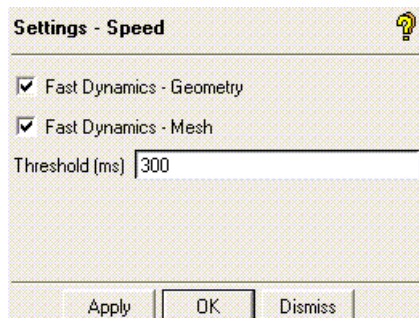 Settings - Speed
Fast Dynamics - Geometry
Fast Dynamics - Mesh
Threshold (ms) 300
Apply OK Dismiss